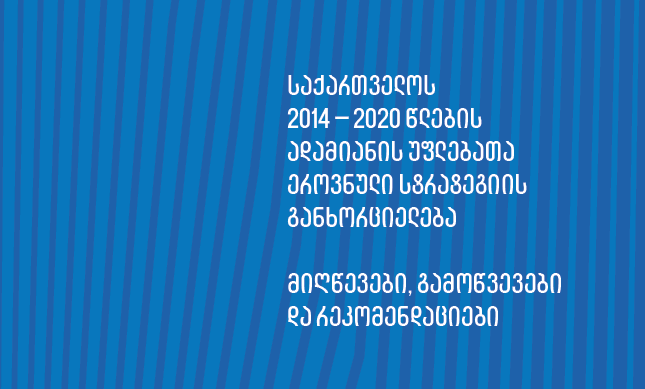 საქართველოს
2014 – 2020 წლების
ადამიანის უფლებათა
ეროვნული სტრატეგიის
განხორციელება
მიღწევები, გამოწვევები
და რეკომენდაციები